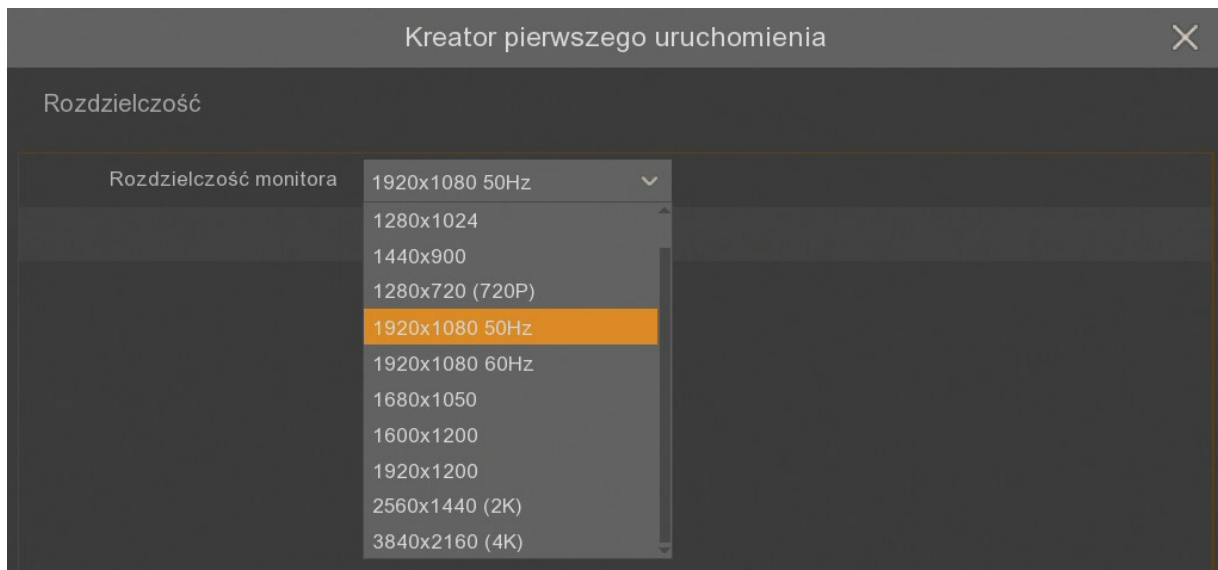 Kreator pierwszego uruchomienia
Rozdzielczość
Rozdzielczość monitora 1920x1080 50Hz
1280x1024
1440x900
1280x720 (720P)
1920x1080 50Hz
1920x1080 60Hz
1680x1050
1600x1200
1920x1200
2560x1440 (2K)
3840x2160 (4K)